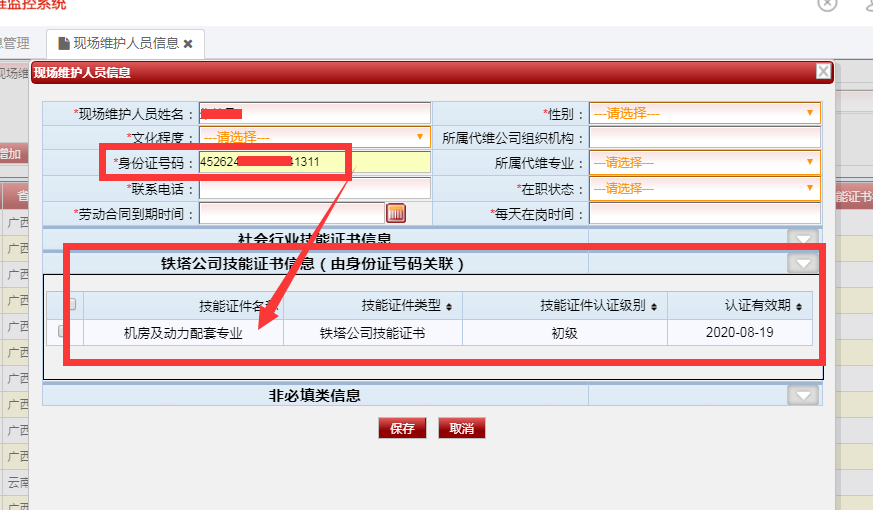 监控系统
息管理 现场维护人员信息
现场维
现场维护人员信息
*现场维护人员姓名： *性别： ---请选择---
*文化程度： ---请选择--- 所属代维公司组织机构：
增加 *身份证号码： 452624 41311 所属代维专业： ---请选择---
*联系电话： *在职状态： ---请选择---
省 能证书
*劳动合同到期时间： *每天在岗时间：
广西
社会行业技能证书信息
广西
铁塔公司技能证书信息（由身份证号码关联）
广西
技能证件名 技能证件类型 技能证件认证级别 认证有效期
广西
机房及动力配套专业 铁塔公司技能证书 初级 2020-08-19
广西
广西
广西
非必填类信息
广西
保存 取消
广西
广西
云南
广西